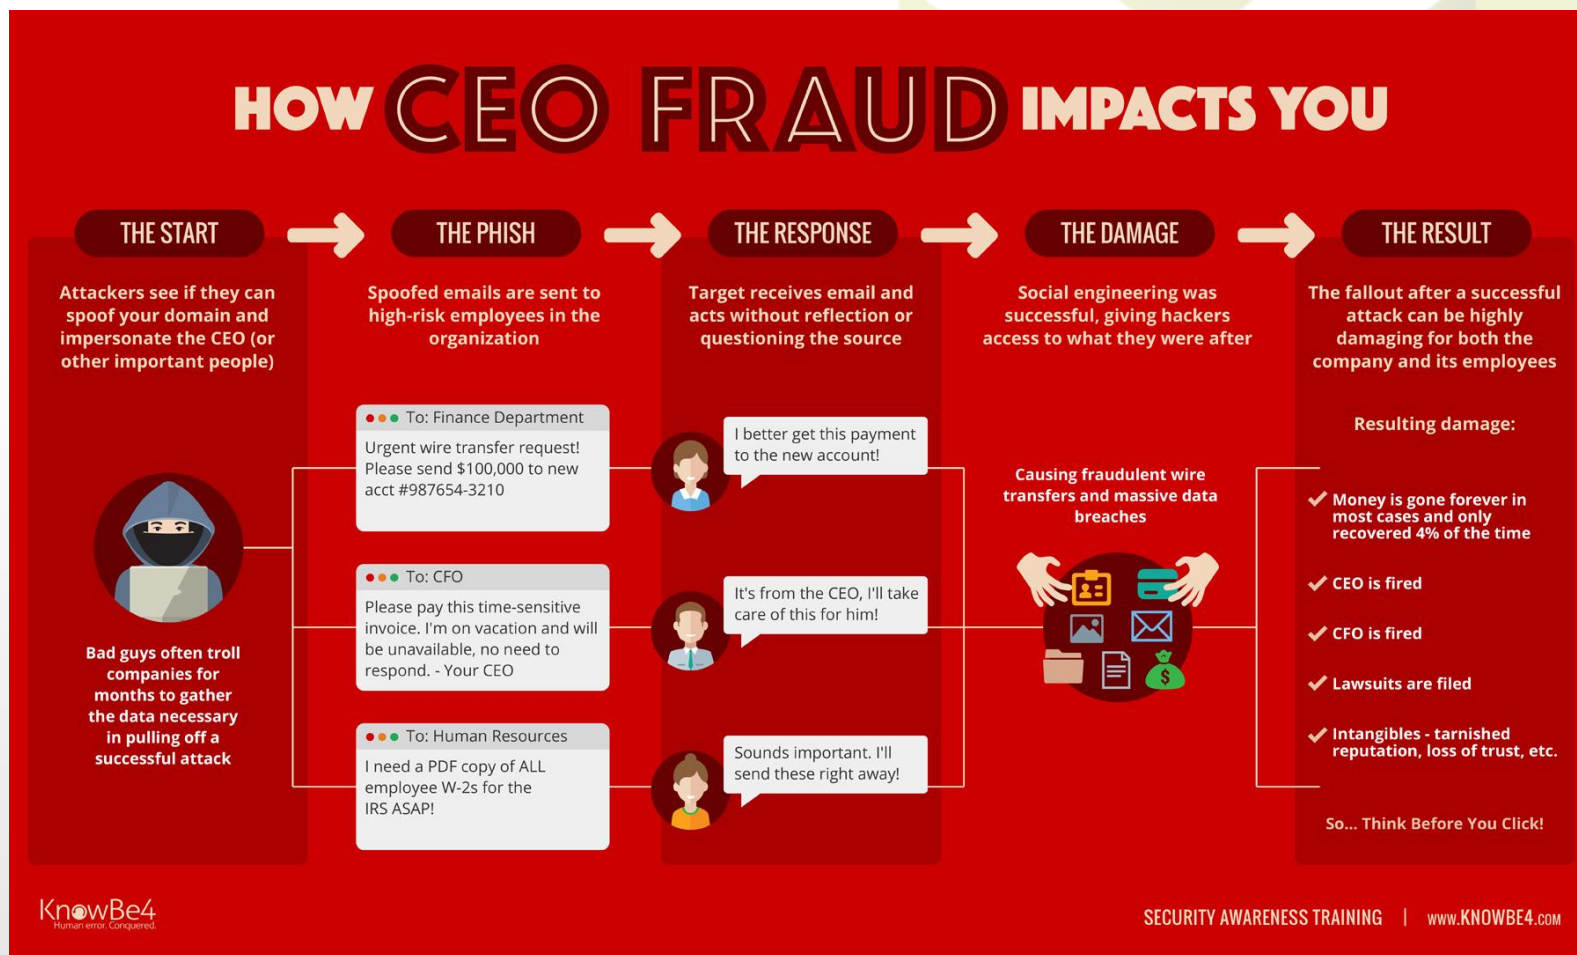 HOW CEO FRAUD IMPACTS YOU
THE START
Attackers see if they can
spoof your domain and
impersonate the CEO (or
other important people)
Bad guys often troll
companies for
months to gather
the data necessary
in pulling off a
successful attack
THE PHISH
Spoofed emails are sent to
high-risk employees in the
organization
To: Finance Department
Urgent wire transfer request!
Please send $100,000 to new
acct #987654-3210
To: CFO
Please pay this time-sensitive
invoice. I'm on vacation and will
be unavailable, no need to
respond. - Your CEO
To: Human Resources
I need a PDF copy of ALL
employee W-2s for the
IRS ASAP!
THE RESPONSE
Target receives email and
acts without reflection or
questioning the source
I better get this payment
to the new account!
It's from the CEO, I'll take
care of this for him!
Sounds important. I'll
send these right away!
THE DAMAGE
Social engineering was
successful, giving hackers
access to what they were after
Causing fraudulent wire
transfers and massive data
breaches
$
THE RESULT
The fallout after a successful
attack can be highly
damaging for both the
company and its employees
Resulting damage:
Money is gone forever in
most cases and only
recovered 4% of the time
CEO is fired
CFO is fired
Lawsuits are filed
Intangibles - tarnished
reputation, loss of trust, etc.
So... Think Before You Click!
KnowBe4
Human error. Conquered.
SECURITY AWARENESS TRAINING | WWW.KNOWBE4.COM